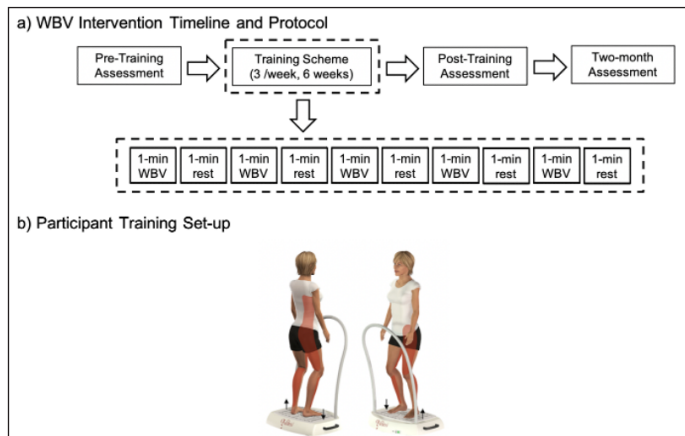 a) WBV Intervention Timeline and Protocol
Pre-Training
Assessment
Training Scheme
(3 /week, 6 weeks)
Post-Training
Assessment
Two-month
Assessment
1-min
WBV
1-min
rest
1-min
WBV
1-min
rest
1-min
WBV
1-min
rest
1-min
WBV
1-min
rest
1-min
WBV
1-min
rest
b) Participant Training Set-up